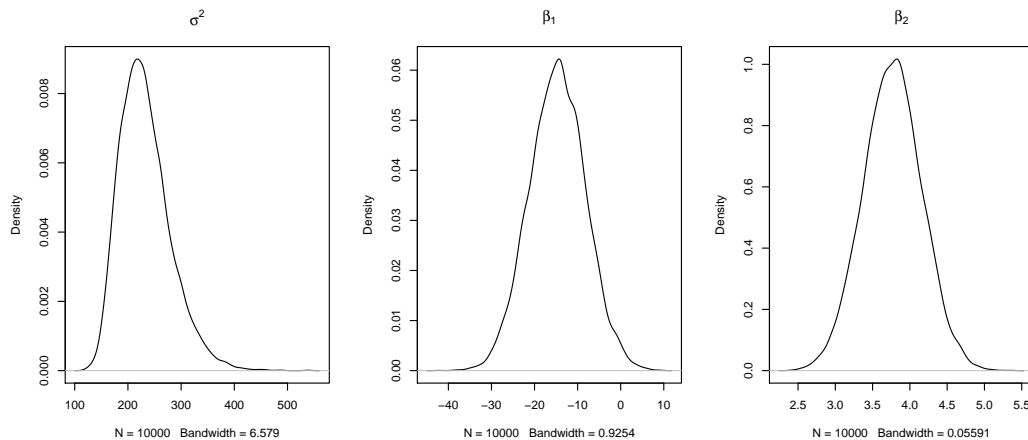 σ²
Density
0.000 0.002 0.004 0.006 0.008
100 200 300 400 500
N = 10000 Bandwidth = 6.579
β₁
Density
0.00 0.01 0.02 0.03 0.04 0.05 0.06
−40 −30 −20 −10 0 10
N = 10000 Bandwidth = 0.9254
β₂
Density
0.0 0.2 0.4 0.6 0.8 1.0
2.5 3.0 3.5 4.0 4.5 5.0 5.5
N = 10000 Bandwidth = 0.05591